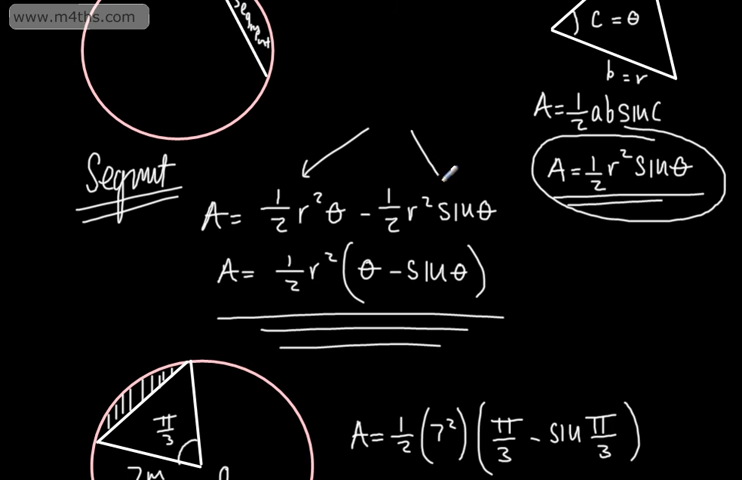 www.m4ths.com
Segment
C = θ
b = r
A = ½ab sin C
A = ½r² sin θ
Segment
A = ½r²θ − ½r² sin θ
A = ½r²(θ − sin θ)
π/3
7m
A = ½(7²)(π/3 − sin π/3)